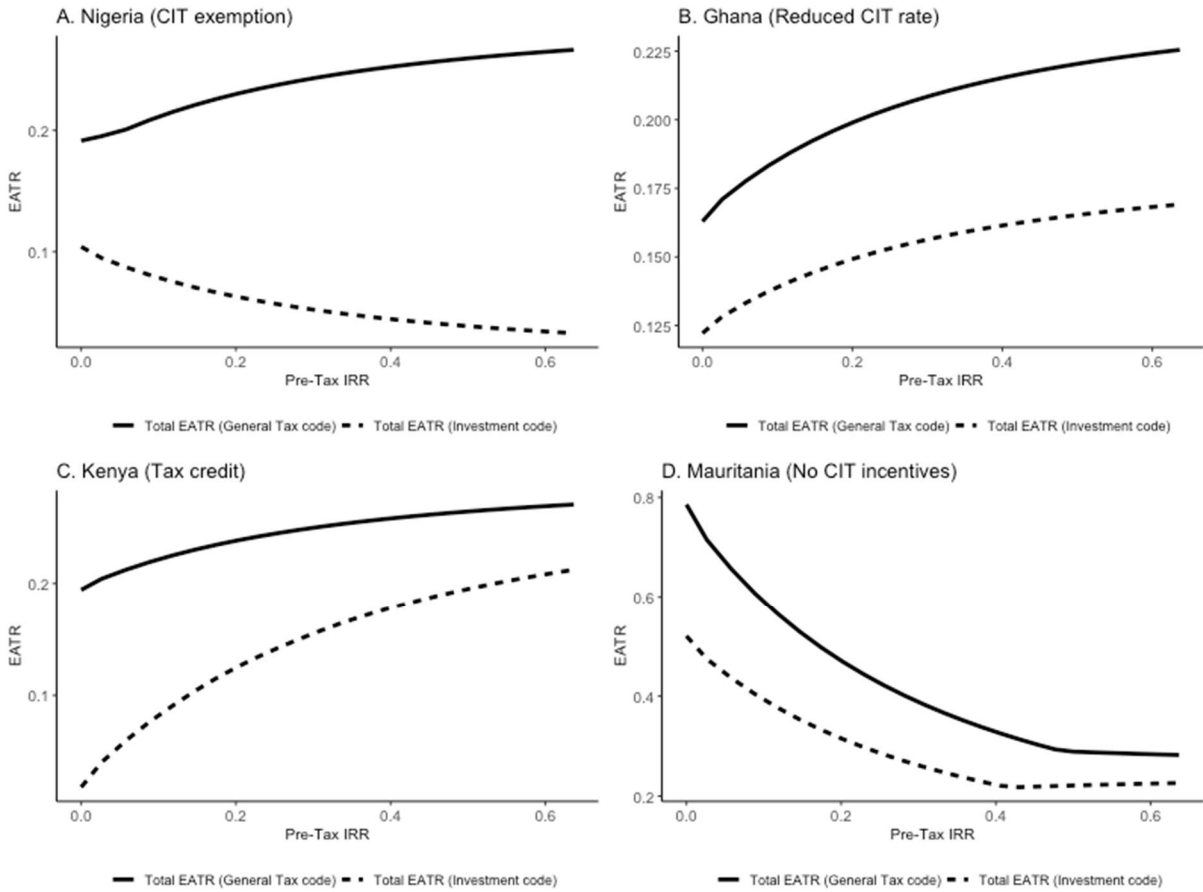 A. Nigeria (CIT exemption)
EATR
0.2
0.1
0.0 0.2 0.4 0.6
Pre-Tax IRR
Total EATR (General Tax code) Total EATR (Investment code)
B. Ghana (Reduced CIT rate)
EATR
0.225
0.200
0.175
0.150
0.125
0.0 0.2 0.4 0.6
Pre-Tax IRR
Total EATR (General Tax code) Total EATR (Investment code)
C. Kenya (Tax credit)
EATR
0.2
0.1
0.0 0.2 0.4 0.6
Pre-Tax IRR
Total EATR (General Tax code) Total EATR (Investment code)
D. Mauritania (No CIT incentives)
EATR
0.8
0.6
0.4
0.2
0.0 0.2 0.4 0.6
Pre-Tax IRR
Total EATR (General Tax code) Total EATR (Investment code)